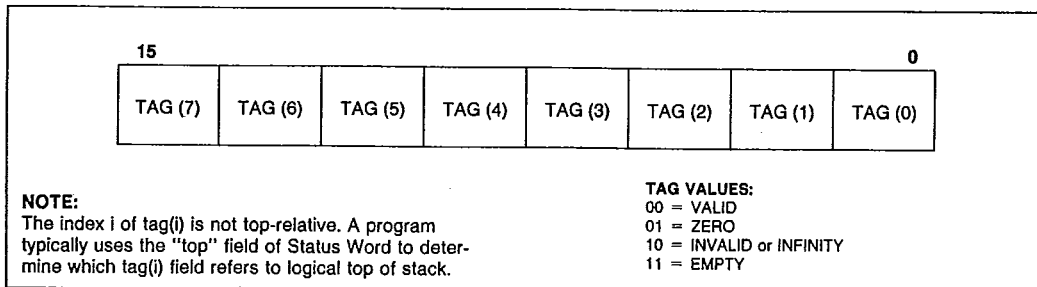 15 0
TAG (7) TAG (6) TAG (5) TAG (4) TAG (3) TAG (2) TAG (1) TAG (0)
NOTE:
The index i of tag(i) is not top-relative. A program
typically uses the "top" field of Status Word to deter-
mine which tag(i) field refers to logical top of stack.
TAG VALUES:
00 = VALID
01 = ZERO
10 = INVALID or INFINITY
11 = EMPTY